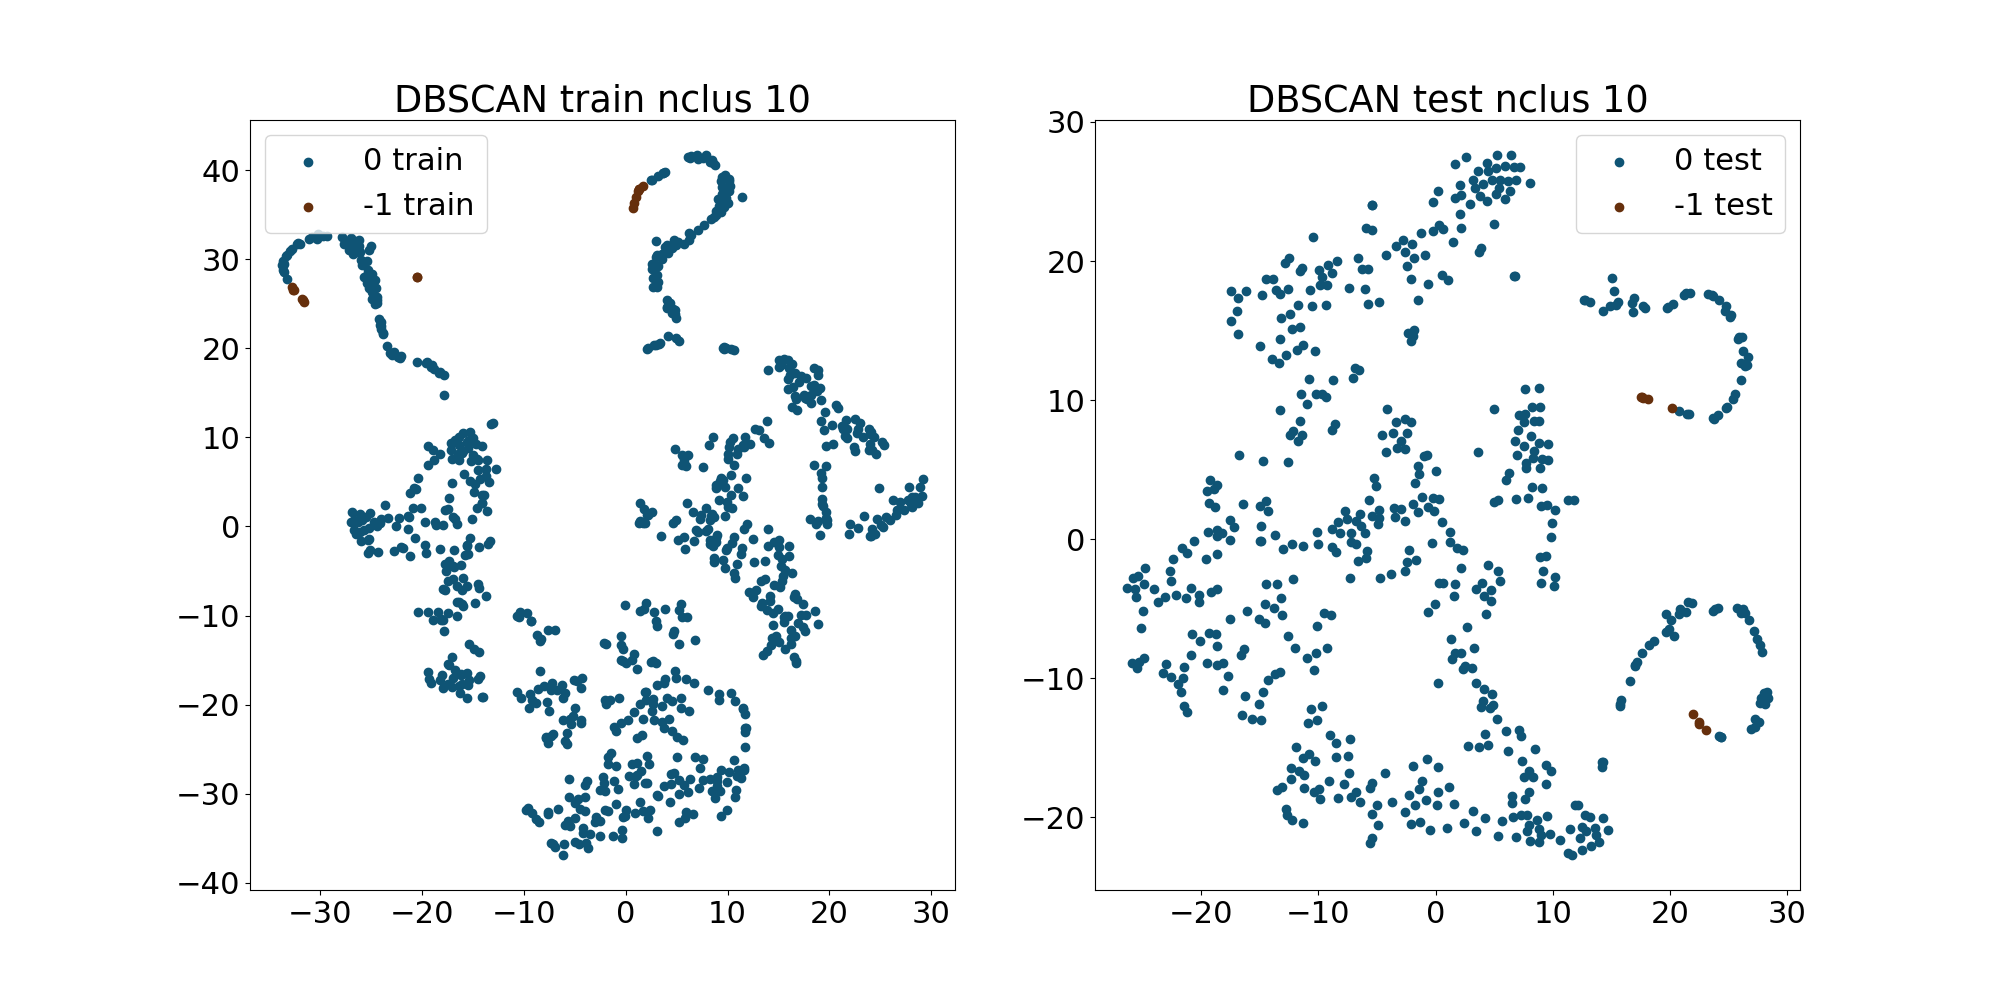 DBSCAN train nclus 10
0 train
-1 train
40
30
20
10
0
−10
−20
−30
−40
−30 −20 −10 0 10 20 30
DBSCAN test nclus 10
0 test
-1 test
30
20
10
0
−10
−20
−20 −10 0 10 20 30